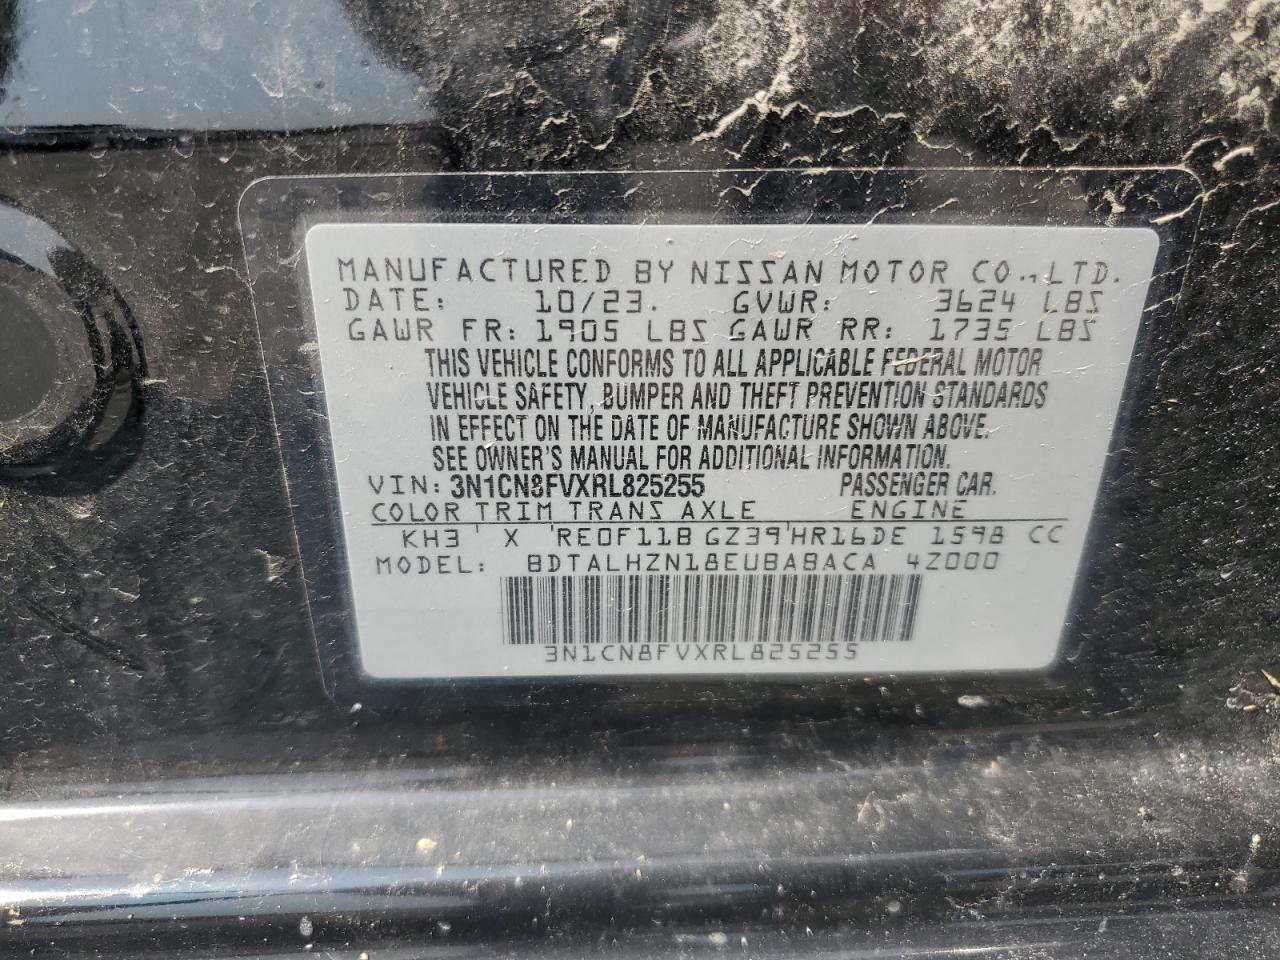 MANUFACTURED BY NISSAN MOTOR CO.,LTD.
DATE: 10/23. GVWR: 3624 LBS
GAWR FR: 1905 LBS GAWR RR: 1735 LBS
THIS VEHICLE CONFORMS TO ALL APPLICABLE FEDERAL MOTOR
VEHICLE SAFETY, BUMPER AND THEFT PREVENTION STANDARDS
IN EFFECT ON THE DATE OF MANUFACTURE SHOWN ABOVE.
SEE OWNER'S MANUAL FOR ADDITIONAL INFORMATION.
VIN: 3N1CN8FVXRL825255 PASSENGER CAR.
COLOR TRIM TRANS AXLE ENGINE
KH3 ' X 'RE0F11B GZ39'HR16DE 1598 CC
MODEL: BDTALHZN18EUBA8ACA 4Z000
3N1CN8FVXRL825255